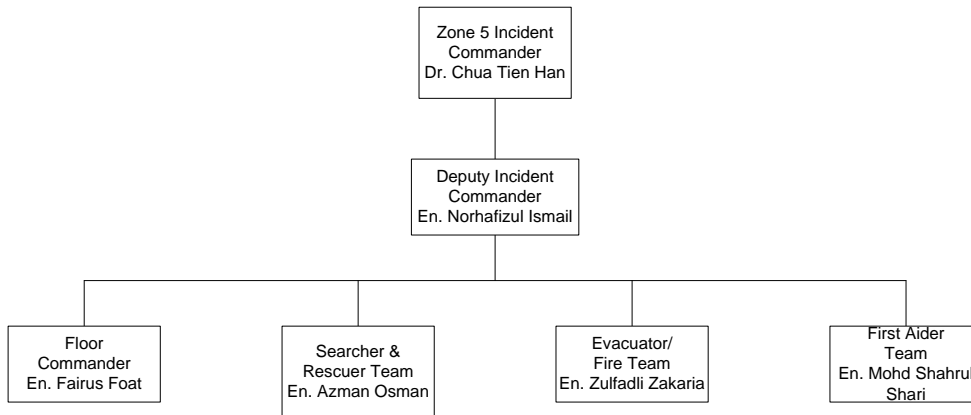 Zone 5 Incident
Commander
Dr. Chua Tien Han
Deputy Incident
Commander
En. Norhafizul Ismail
Floor
Commander
En. Fairus Foat
Searcher &
Rescuer Team
En. Azman Osman
Evacuator/
Fire Team
En. Zulfadli Zakaria
First Aider
Team
En. Mohd Shahrul
Shari